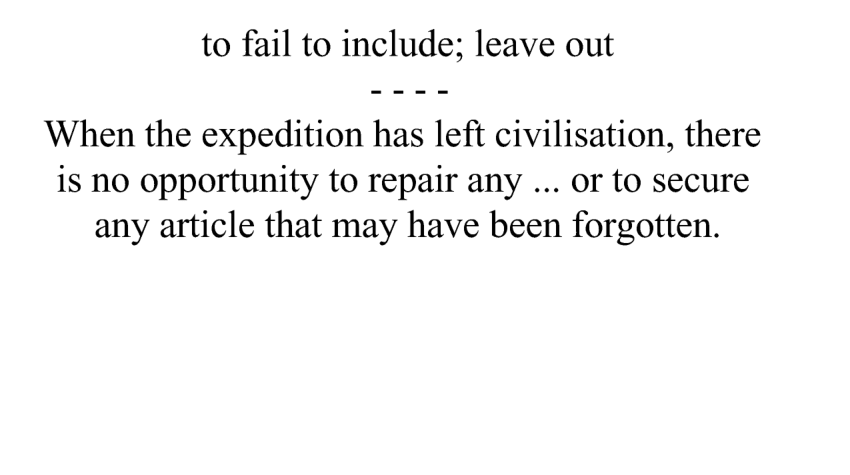 to fail to include; leave out
- - - -
When the expedition has left civilisation, there
is no opportunity to repair any ... or to secure
any article that may have been forgotten.